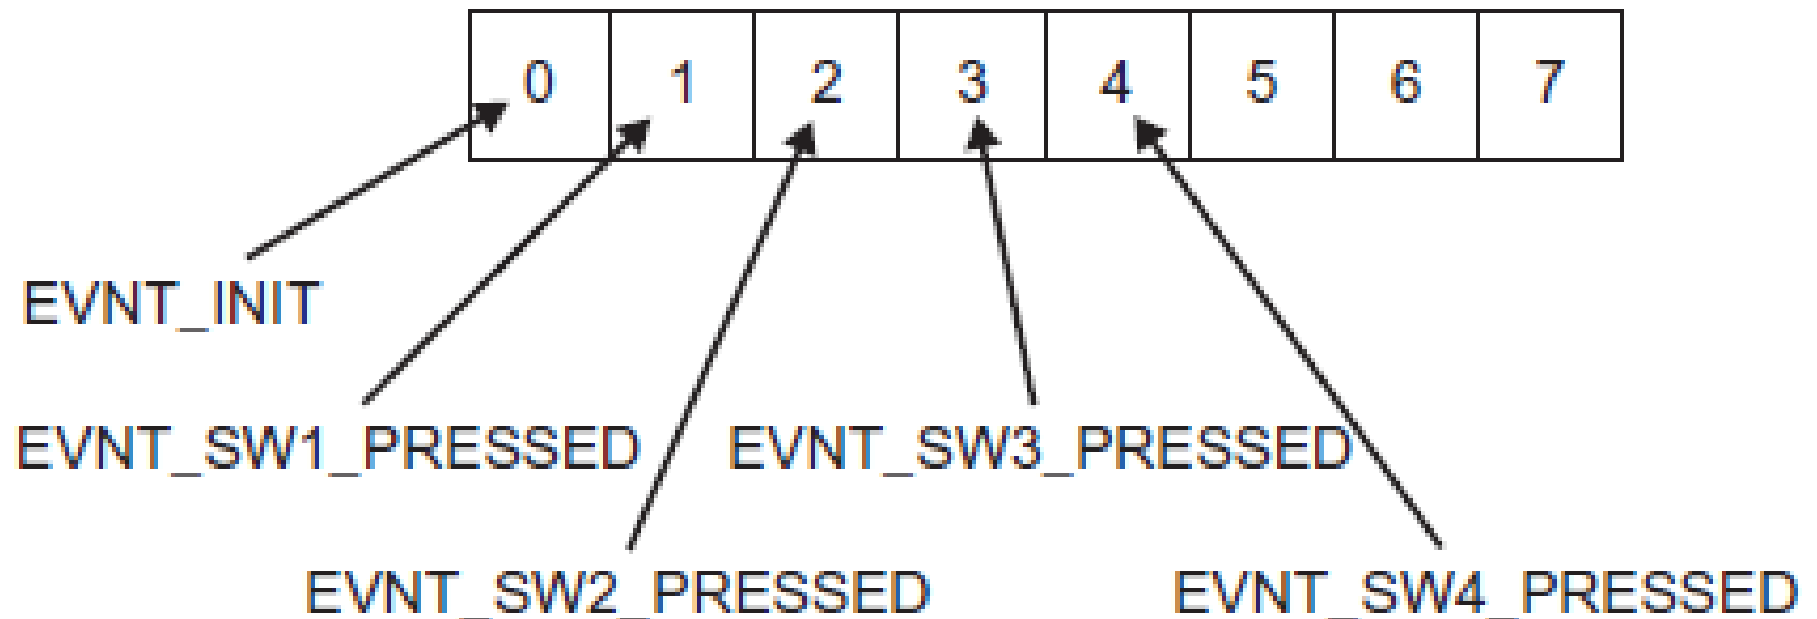 0 1 2 3 4 5 6 7
EVNT_INIT
EVNT_SW1_PRESSED EVNT_SW3_PRESSED
EVNT_SW2_PRESSED EVNT_SW4_PRESSED